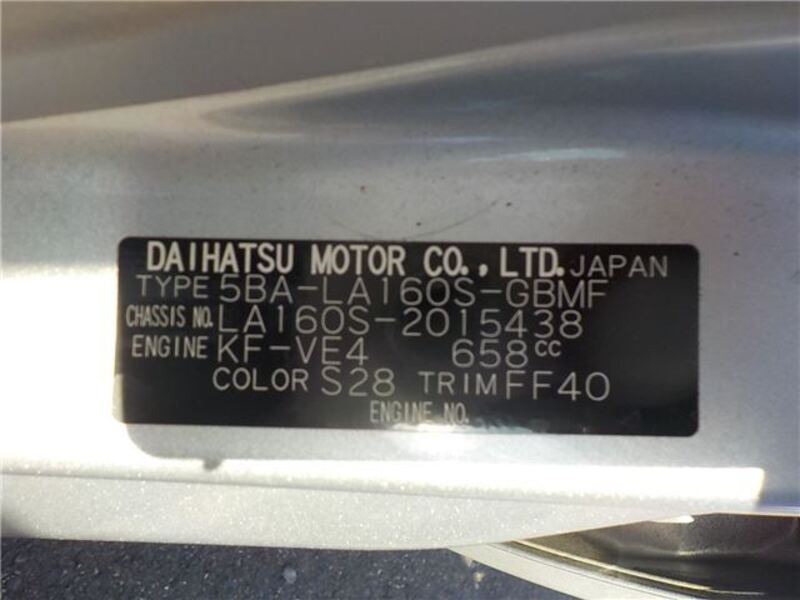 DAIHATSU MOTOR CO., LTD. JAPAN
TYPE 5BA-LA160S-GBMF
CHASSIS NO. LA160S-2015438
ENGINE KF-VE4 658cc
COLOR S28 TRIM FF40
ENGINE NO.